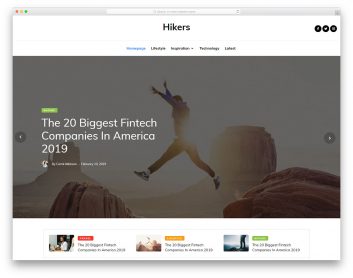 Hikers
Homepage Lifestyle Inspiration Technology Latest
The 20 Biggest Fintech
Companies In America
2019
The 20 Biggest Fintech
Companies In America 2019
The 20 Biggest Fintech
Companies In America 2019
The 20 Biggest Fintech
Companies In America 2019